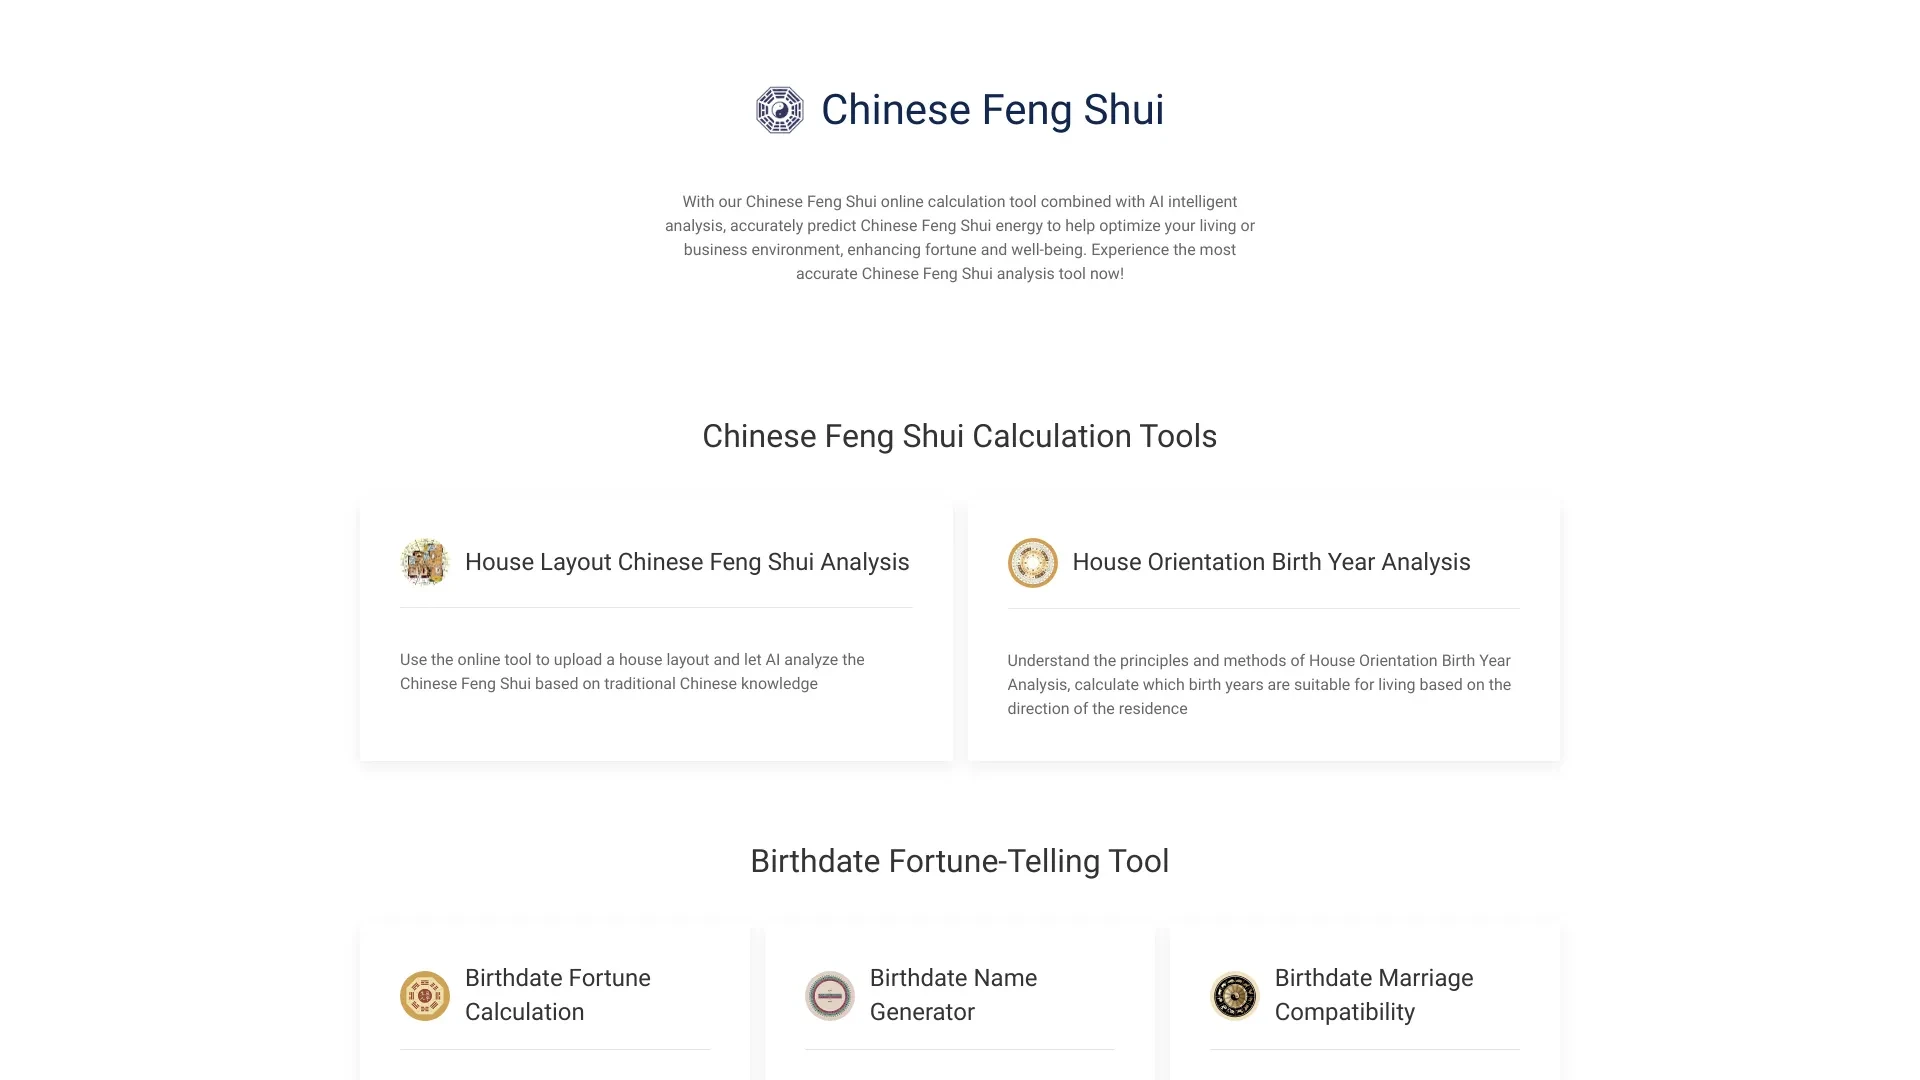 Chinese Feng Shui
With our Chinese Feng Shui online calculation tool combined with AI intelligent
analysis, accurately predict Chinese Feng Shui energy to help optimize your living or
business environment, enhancing fortune and well-being. Experience the most
accurate Chinese Feng Shui analysis tool now!
Chinese Feng Shui Calculation Tools
House Layout Chinese Feng Shui Analysis
Use the online tool to upload a house layout and let AI analyze the
Chinese Feng Shui based on traditional Chinese knowledge
House Orientation Birth Year Analysis
Understand the principles and methods of House Orientation Birth Year
Analysis, calculate which birth years are suitable for living based on the
direction of the residence
Birthdate Fortune-Telling Tool
Birthdate Fortune
Calculation
Birthdate Name
Generator
Birthdate Marriage
Compatibility